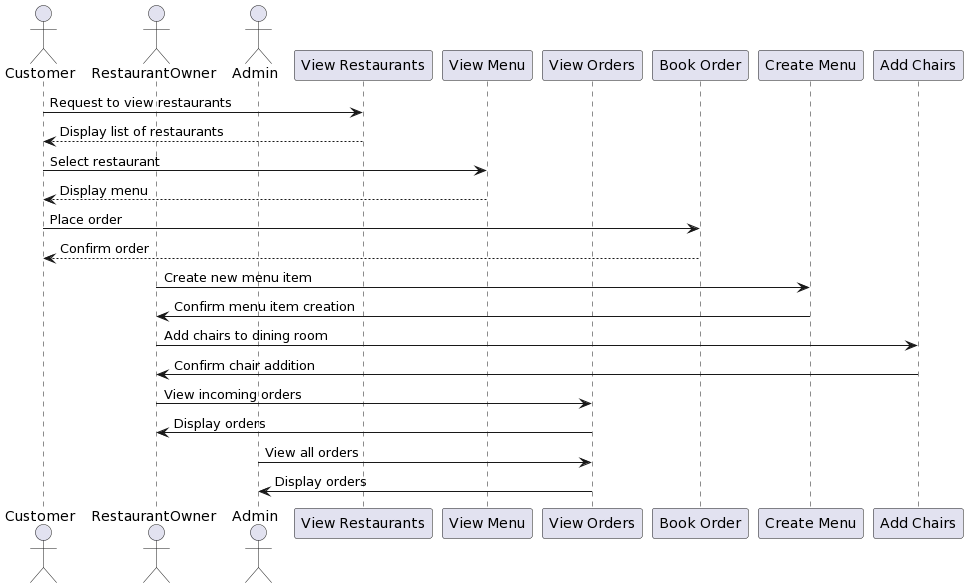 Customer RestaurantOwner Admin View Restaurants View Menu View Orders Book Order Create Menu Add Chairs
Request to view restaurants
Display list of restaurants
Select restaurant
Display menu
Place order
Confirm order
Create new menu item
Confirm menu item creation
Add chairs to dining room
Confirm chair addition
View incoming orders
Display orders
View all orders
Display orders
Customer RestaurantOwner Admin View Restaurants View Menu View Orders Book Order Create Menu Add Chairs